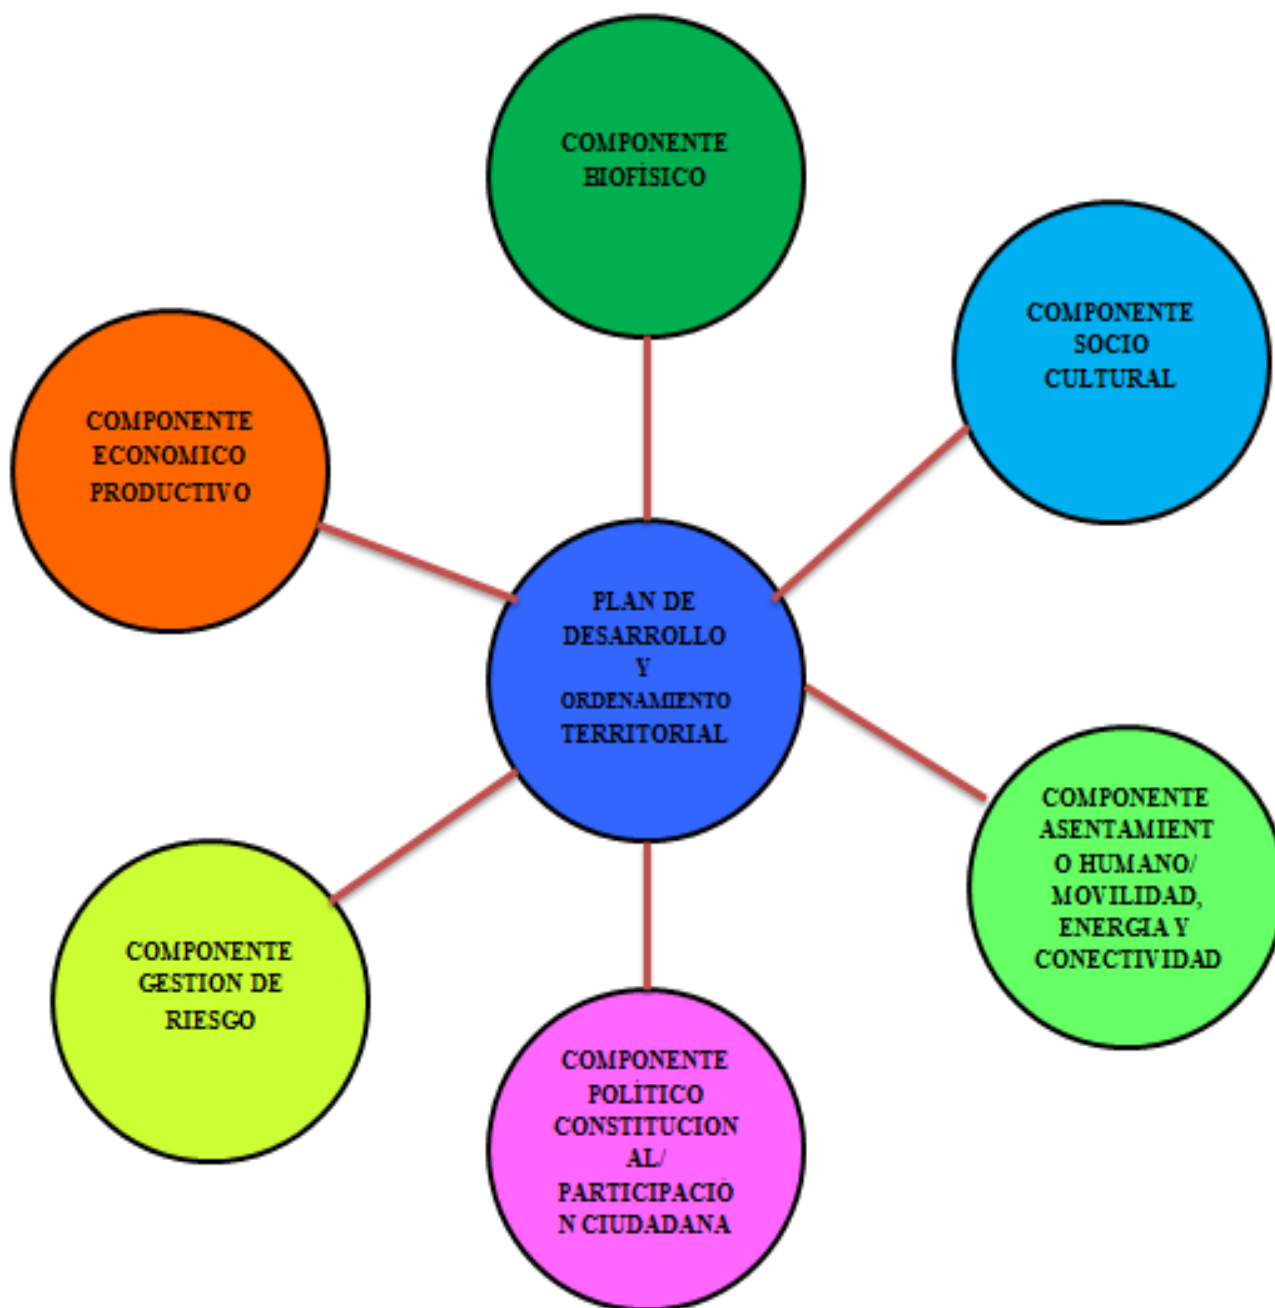 COMPONENTE
BIOFÍSICO
COMPONENTE
SOCIO
CULTURAL
COMPONENTE
ECONÓMICO
PRODUCTIVO
PLAN DE
DESARROLLO
Y
ORDENAMIENTO
TERRITORIAL
COMPONENTE
ASENTAMIENT
O HUMANO/
MOVILIDAD,
ENERGIA Y
CONECTIVIDAD
COMPONENTE
GESTION DE
RIESGO
COMPONENTE
POLÍTICO
CONSTITUCION
AL/
PARTICIPACIÓ
N CIUDADANA